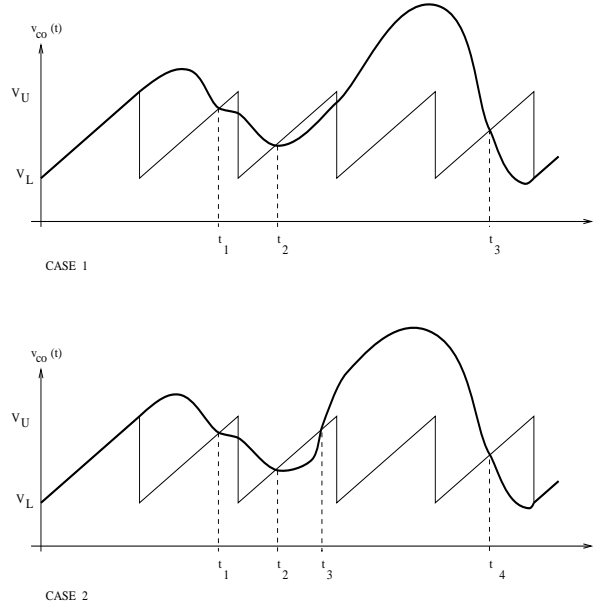 v_co (t)
V_U
V_L
t_1 t_2 t_3
CASE 1
v_co (t)
V_U
V_L
t_1 t_2 t_3 t_4
CASE 2